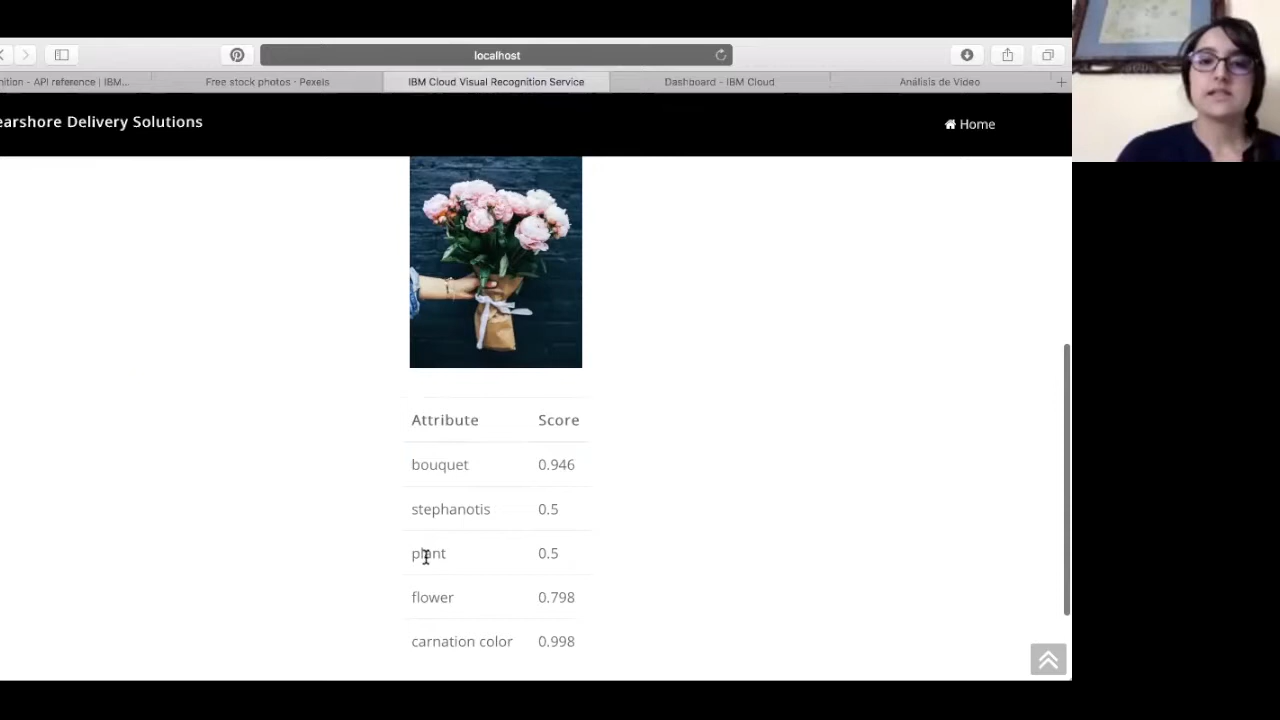 localhost
nition - API reference | IBM...
Free stock photos · Pexels
IBM Cloud Visual Recognition Service
Dashboard - IBM Cloud
Análisis de Video
earshore Delivery Solutions
Home
Attribute Score
bouquet 0.946
stephanotis 0.5
plant 0.5
flower 0.798
carnation color 0.998